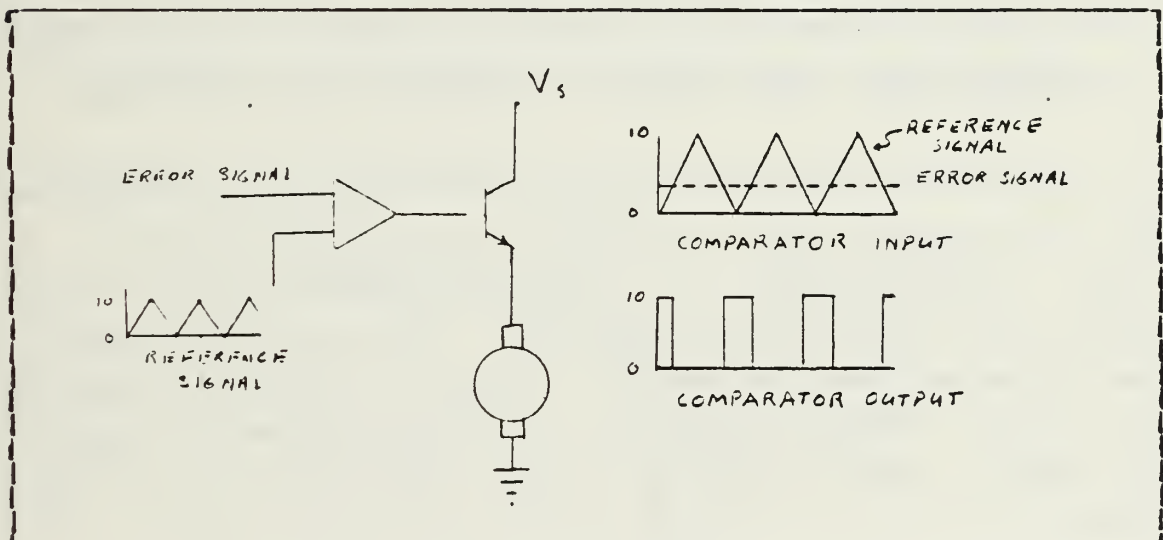 Vs
ERROR SIGNAL
10
0
REFERENCE
SIGNAL
10
0
REFERENCE
SIGNAL
ERROR SIGNAL
COMPARATOR INPUT
10
0
COMPARATOR OUTPUT